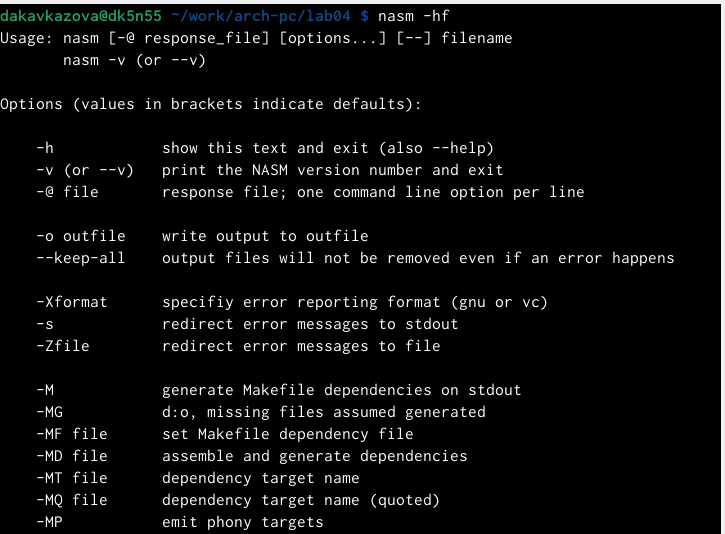 dakavkazova@dk5n55 ~/work/arch-pc/lab04 $ nasm -hf
Usage: nasm [-@ response_file] [options...] [--] filename
       nasm -v (or --v)

Options (values in brackets indicate defaults):

    -h            show this text and exit (also --help)
    -v (or --v)   print the NASM version number and exit
    -@ file       response file; one command line option per line

    -o outfile    write output to outfile
    --keep-all    output files will not be removed even if an error happens

    -Xformat      specifiy error reporting format (gnu or vc)
    -s            redirect error messages to stdout
    -Zfile        redirect error messages to file

    -M            generate Makefile dependencies on stdout
    -MG           d:o, missing files assumed generated
    -MF file      set Makefile dependency file
    -MD file      assemble and generate dependencies
    -MT file      dependency target name
    -MQ file      dependency target name (quoted)
    -MP           emit phony targets